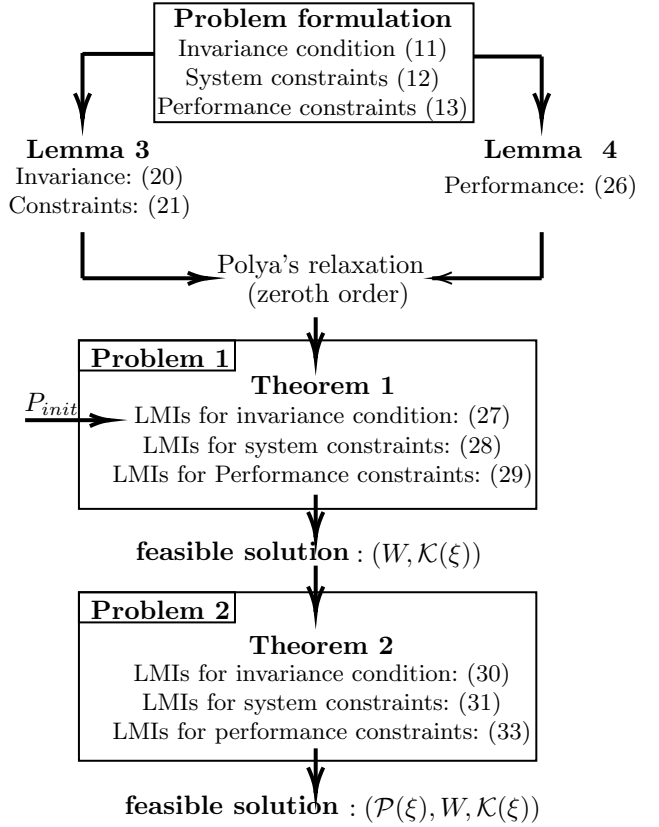 Problem formulation
Invariance condition (11)
System constraints (12)
Performance constraints (13)
Lemma 3
Invariance: (20)
Constraints: (21)
Lemma 4
Performance: (26)
Polya's relaxation
(zeroth order)
Problem 1
Theorem 1
P_{init}
LMIs for invariance condition: (27)
LMIs for system constraints: (28)
LMIs for Performance constraints: (29)
feasible solution : (W, 𝒦(ξ))
Problem 2
Theorem 2
LMIs for invariance condition: (30)
LMIs for system constraints: (31)
LMIs for performance constraints: (33)
feasible solution : (𝒫(ξ), W, 𝒦(ξ))